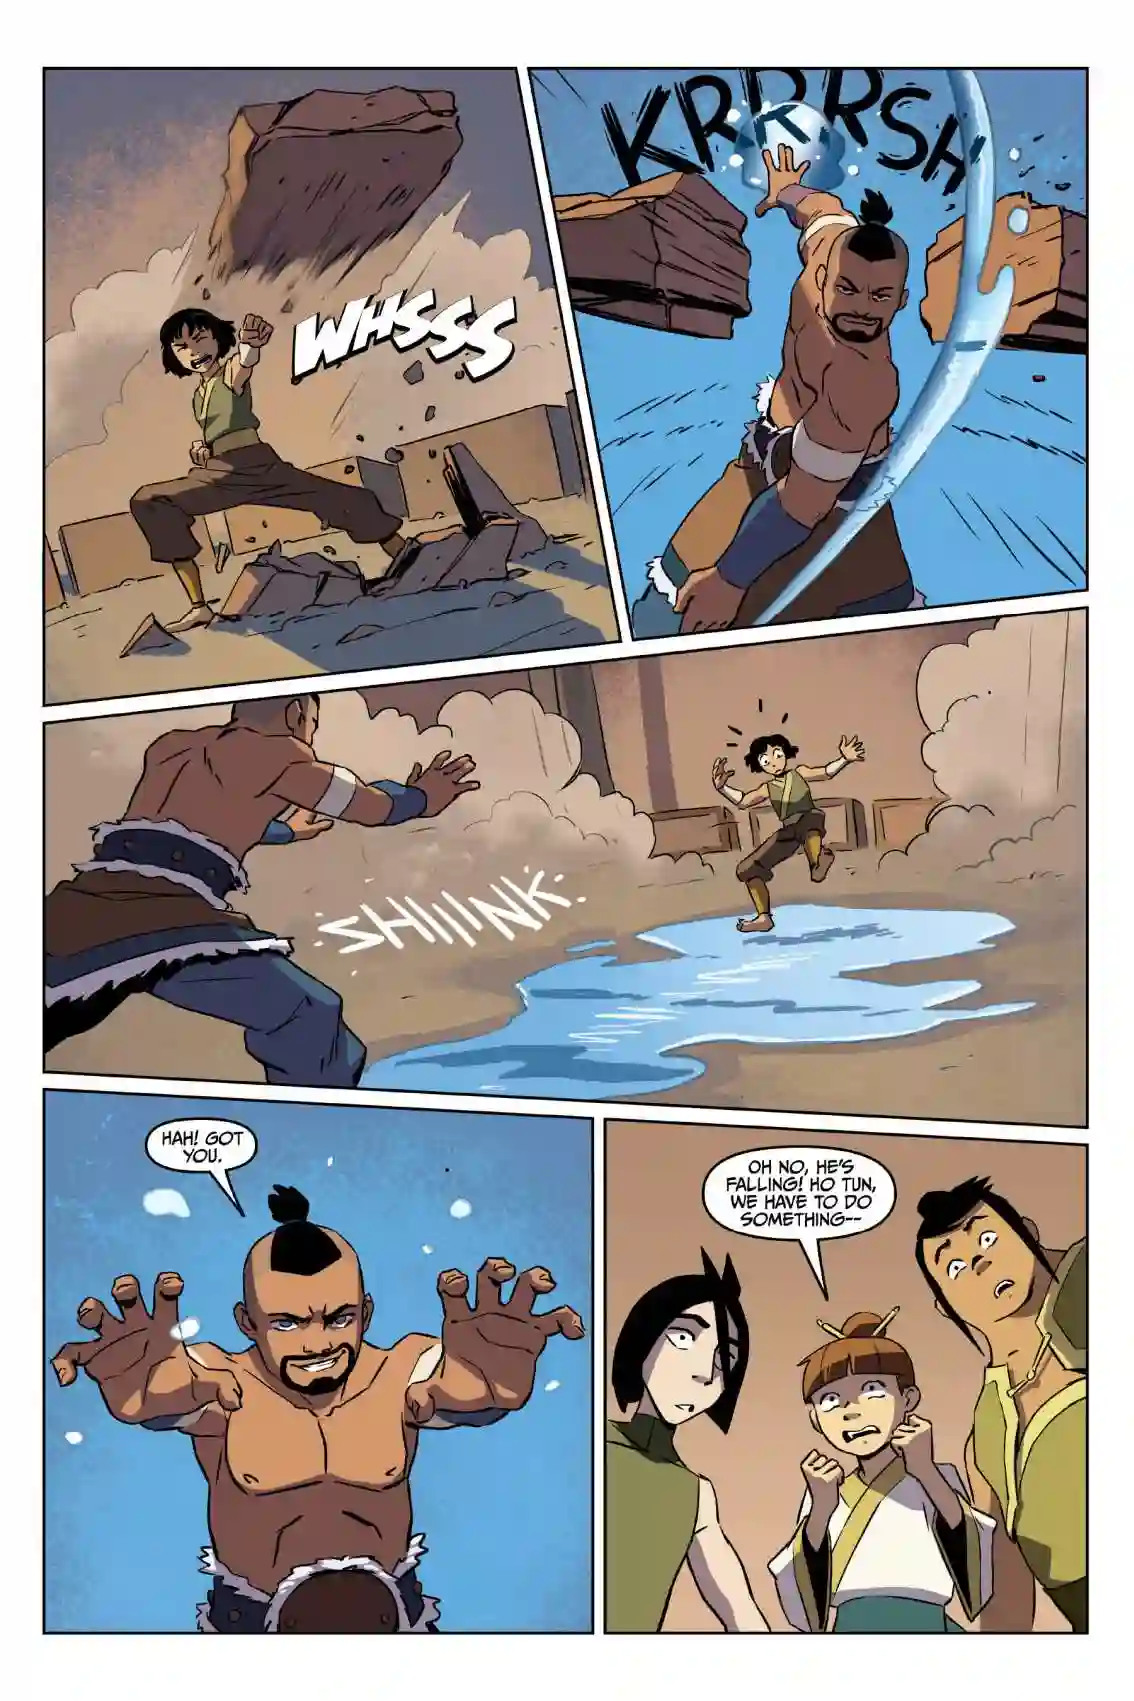 WHSSS
KRRRSH
SHIIINK
HAH! GOT
YOU.
OH NO, HE'S
FALLING! HO TUN,
WE HAVE TO DO
SOMETHING--